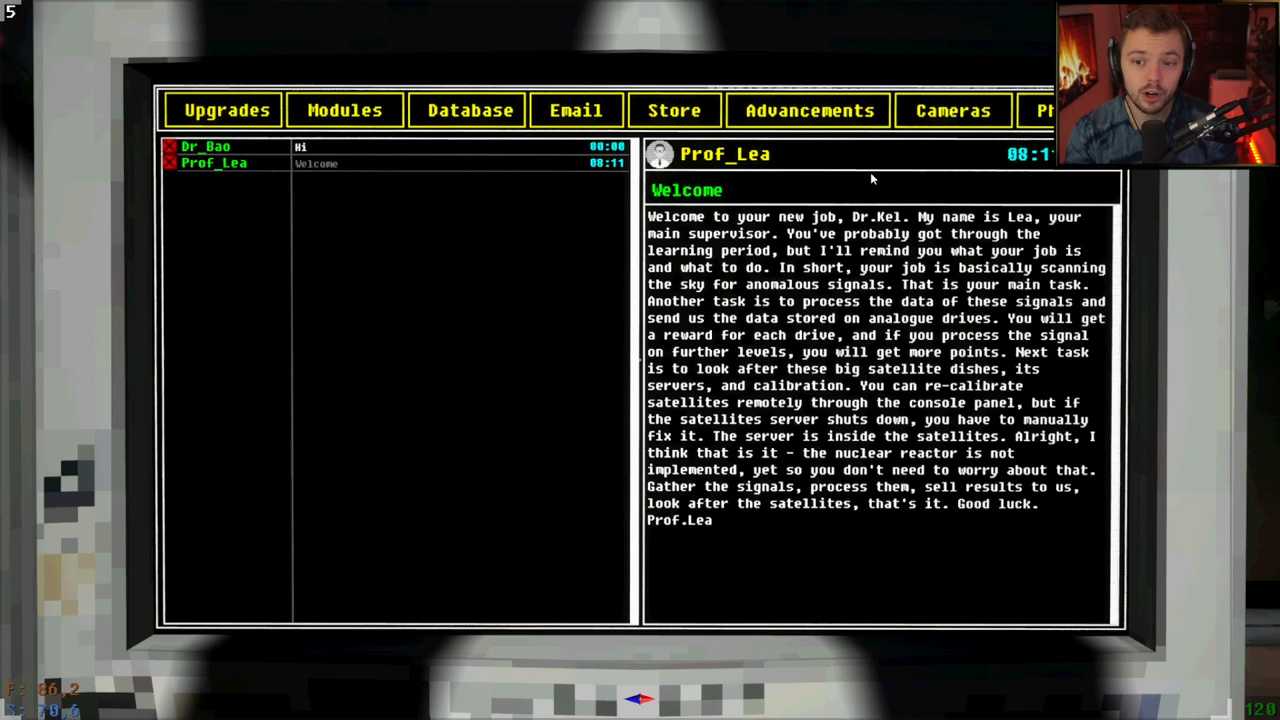 5
Upgrades Modules Database Email Store Advancements Cameras
Dr_Bao Hi 00:00
Prof_Lea Welcome 08:11
Prof_Lea
Welcome
Welcome to your new job, Dr.Kel. My name is Lea, your
main supervisor. You've probably got through the
learning period, but I'll remind you what your job is
and what to do. In short, your job is basically scanning
the sky for anomalous signals. That is your main task.
Another task is to process the data of these signals and
send us the data stored on analogue drives. You will get
a reward for each drive, and if you process the signal
on further levels, you will get more points. Next task
is to look after these big satellite dishes, its
servers, and calibration. You can re-calibrate
satellites remotely through the console panel, but if
the satellites server shuts down, you have to manually
fix it. The server is inside the satellites. Alright, I
think that is it - the nuclear reactor is not
implemented, yet so you don't need to worry about that.
Gather the signals, process them, sell results to us,
look after the satellites, that's it. Good luck.
Prof.Lea
F: 86,2
S: 70,6
120